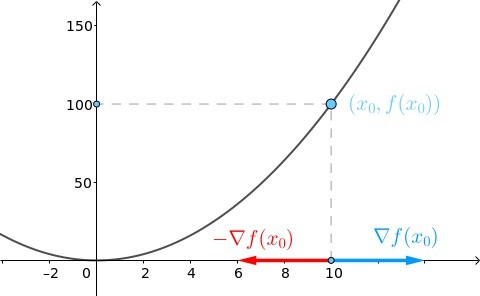 150
100
(x₀, f(x₀))
50
−∇f(x₀)
∇f(x₀)
−2 0 2 4 6 8 10